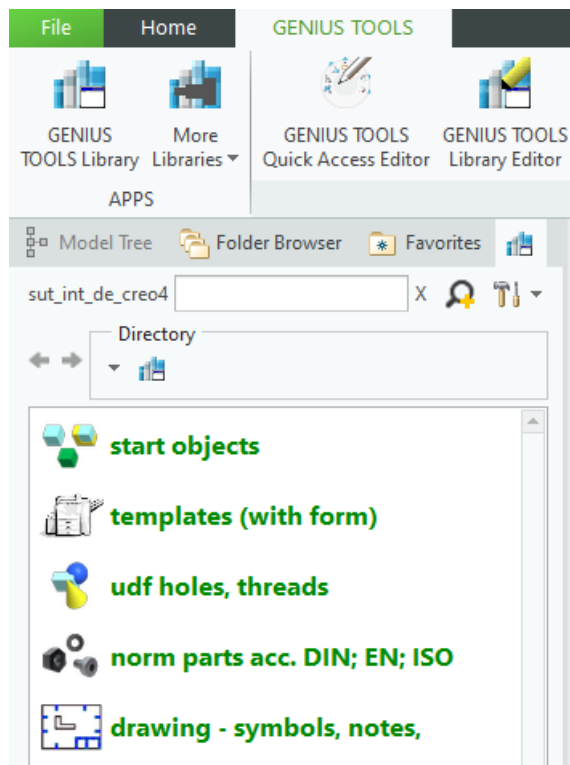 File Home GENIUS TOOLS
GENIUS More GENIUS TOOLS GENIUS TOOLS
TOOLS Library Libraries Quick Access Editor Library Editor
APPS
Model Tree Folder Browser Favorites
sut_int_de_creo4 X
Directory
start objects
templates (with form)
udf holes, threads
norm parts acc. DIN; EN; ISO
drawing - symbols, notes,